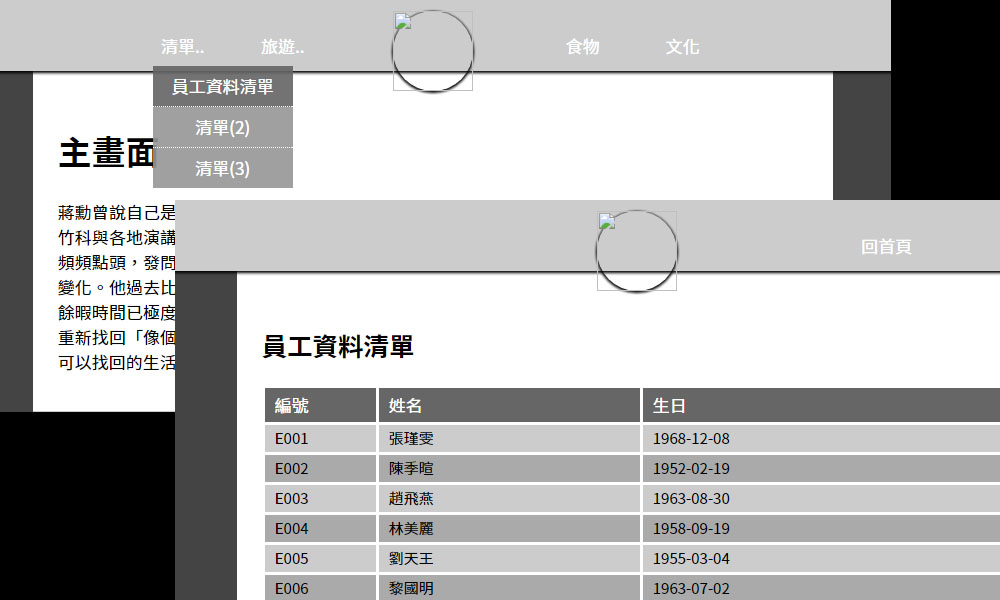 清單..
旅遊..
食物
文化
員工資料清單
清單(2)
清單(3)
主畫面
蔣勳曾說自己是
竹科與各地演講
頻頻點頭，發問
變化。他過去比
餘暇時間已極度
重新找回「像個
可以找回的生活
回首頁
員工資料清單
編號 姓名 生日
E001 張瑾雯 1968-12-08
E002 陳季暄 1952-02-19
E003 趙飛燕 1963-08-30
E004 林美麗 1958-09-19
E005 劉天王 1955-03-04
E006 黎國明 1963-07-02